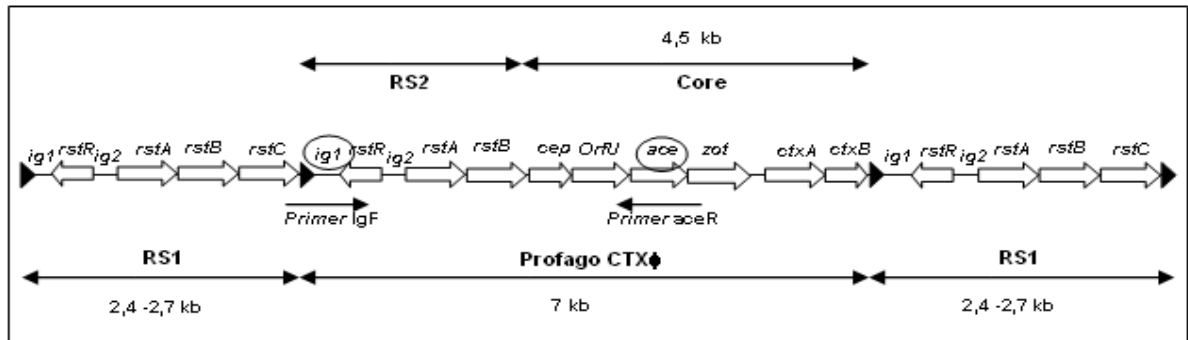 4,5 kb
RS2 Core
ig1 rstR ig2 rstA rstB rstC ig1 rstR ig2 rstA rstB cep OrfU ace zot ctxA ctxB ig1 rstR ig2 rstA rstB rstC
Primer IgF Primer aceR
RS1 Profago CTXϕ RS1
2,4 -2,7 kb 7 kb 2,4 -2,7 kb